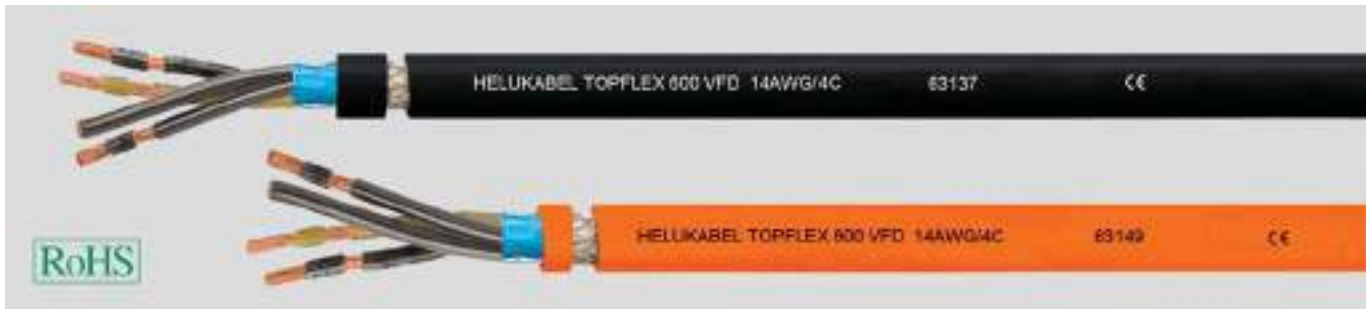 HELUKABEL TOPFLEX 600 VFD 14AWG/4C 63137 CE
HELUKABEL TOPFLEX 600 VFD 14AWG/4C 63149 CE
RoHS